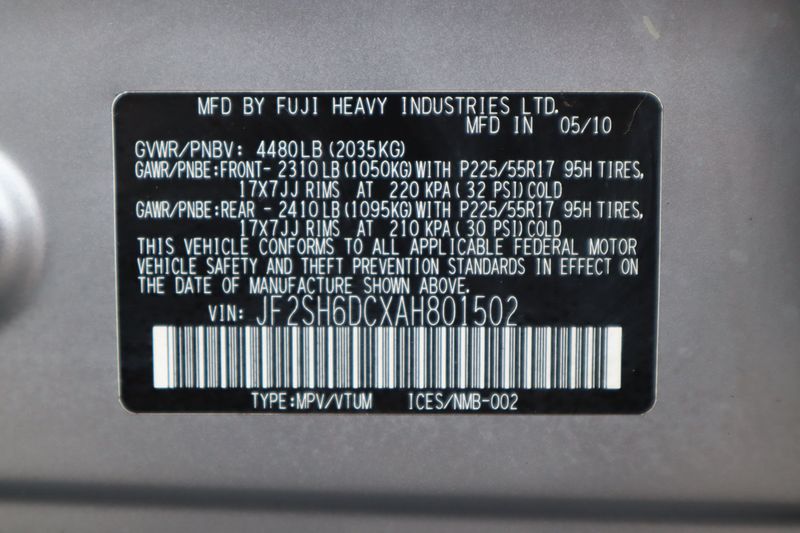 MFD BY FUJI HEAVY INDUSTRIES LTD.
MFD IN 05/10
GVWR/PNBV: 4480LB (2035KG)
GAWR/PNBE:FRONT- 2310LB (1050KG)WITH P225/55R17 95H TIRES,
17X7JJ RIMS AT 220 KPA( 32 PSI)COLD
GAWR/PNBE:REAR - 2410LB (1095KG)WITH P225/55R17 95H TIRES,
17X7JJ RIMS AT 210 KPA( 30 PSI)COLD
THIS VEHICLE CONFORMS TO ALL APPLICABLE FEDERAL MOTOR
VEHICLE SAFETY AND THEFT PREVENTION STANDARDS IN EFFECT ON
THE DATE OF MANUFACTURE SHOWN ABOVE.
VIN: JF2SH6DCXAH801502
TYPE:MPV/VTUM ICES/NMB-002